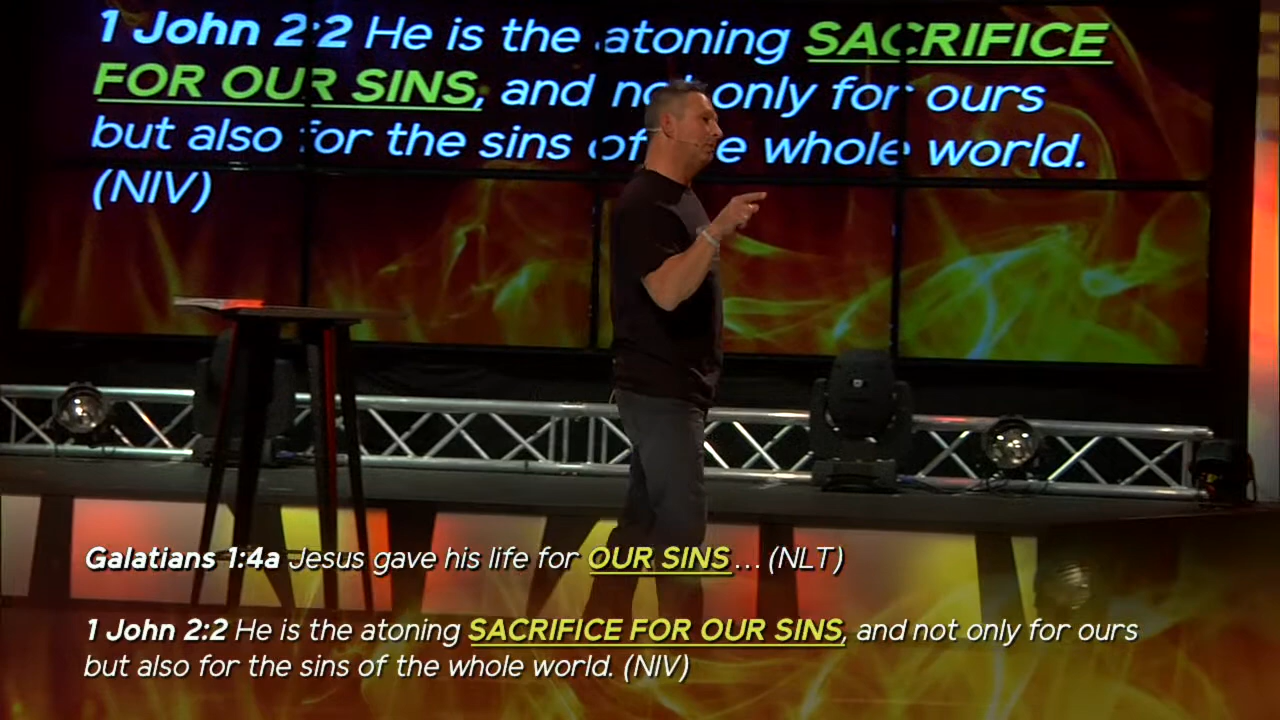 1 John 2:2 He is the atoning SACRIFICE
FOR OUR SINS, and not only for ours
but also for the sins of the whole world.
(NIV)
Galatians 1:4a Jesus gave his life for OUR SINS... (NLT)
1 John 2:2 He is the atoning SACRIFICE FOR OUR SINS, and not only for ours
but also for the sins of the whole world. (NIV)